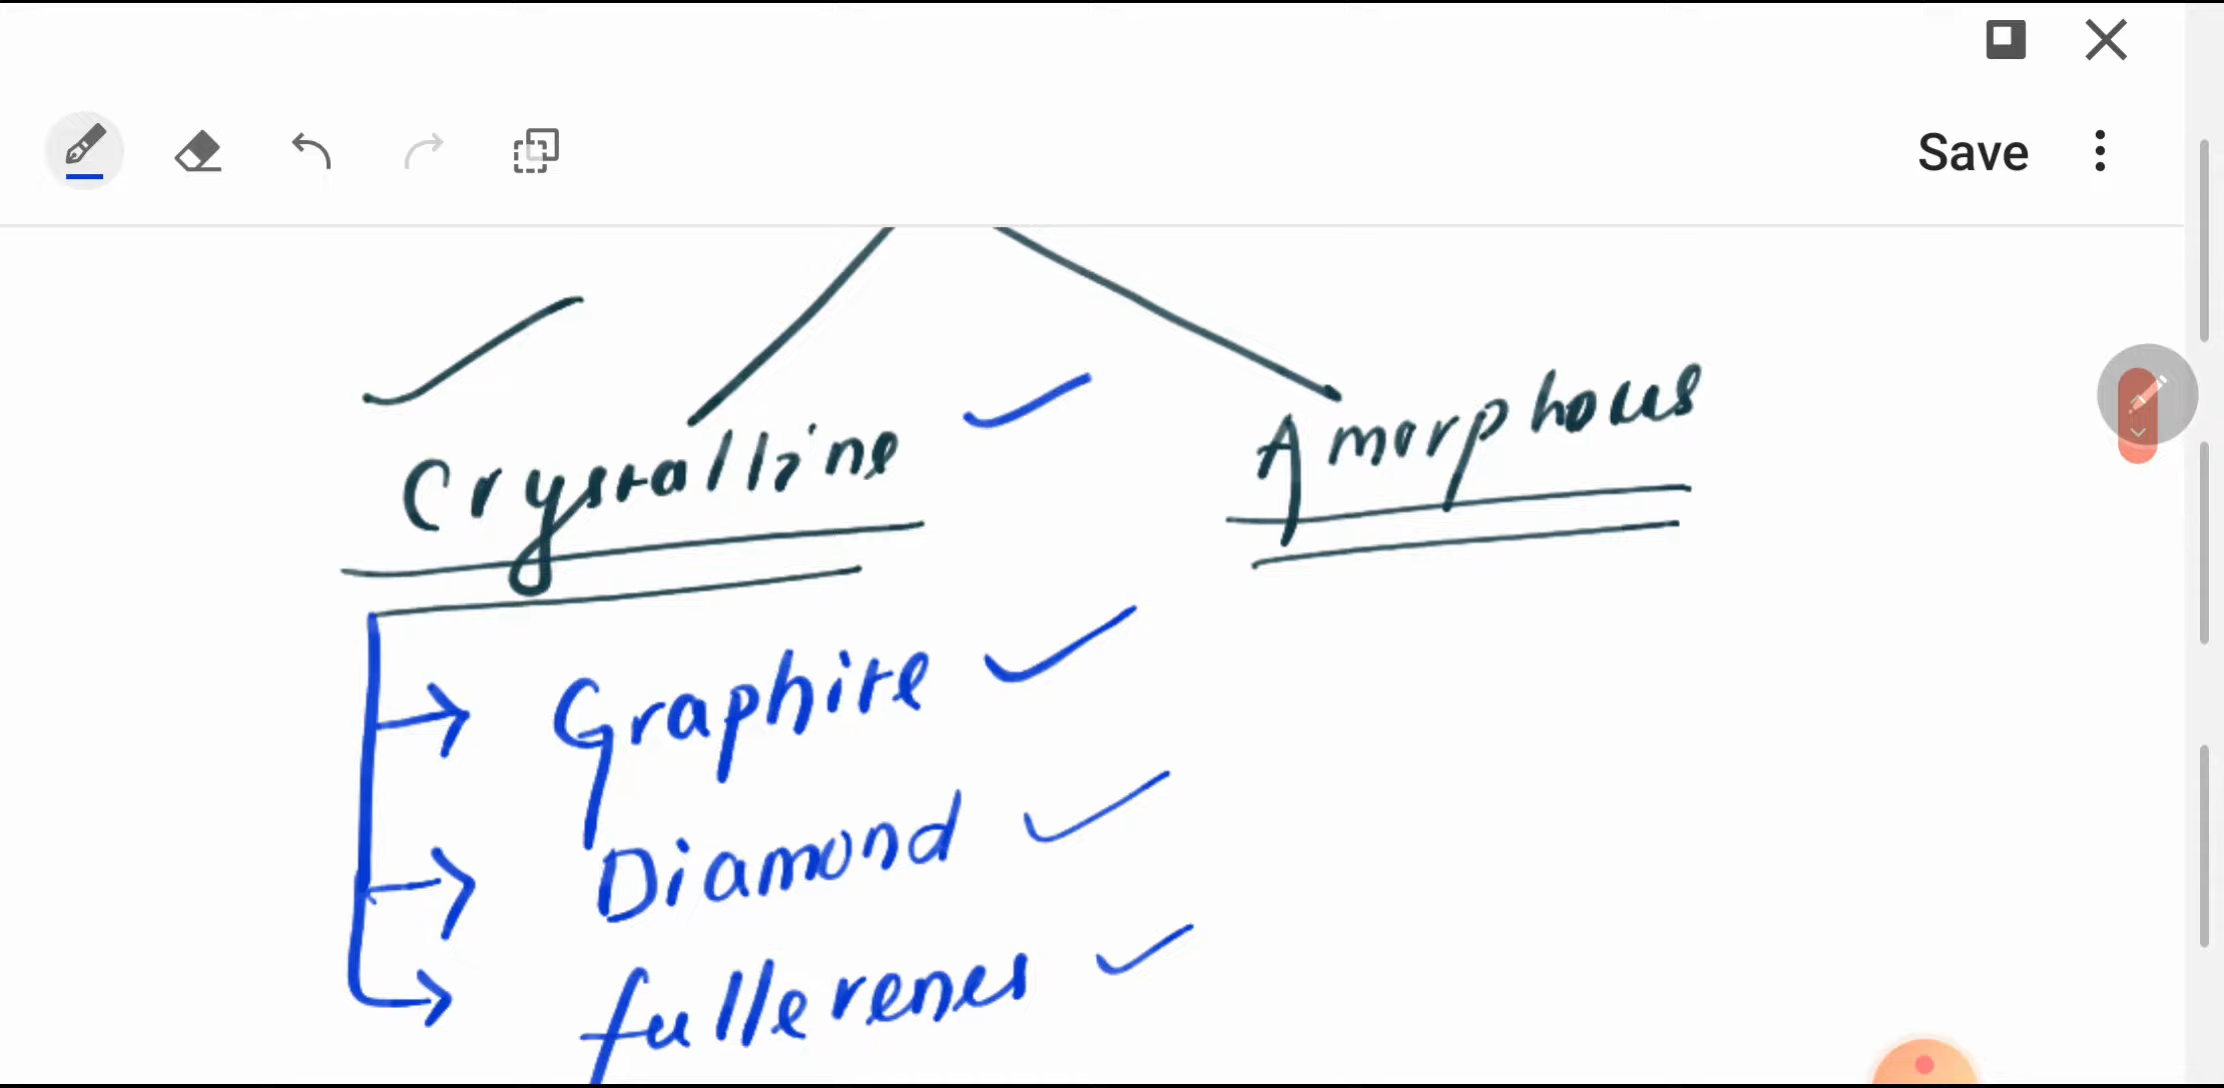 Save
Crystalline
Amorphous
Graphite
Diamond
fullerenes